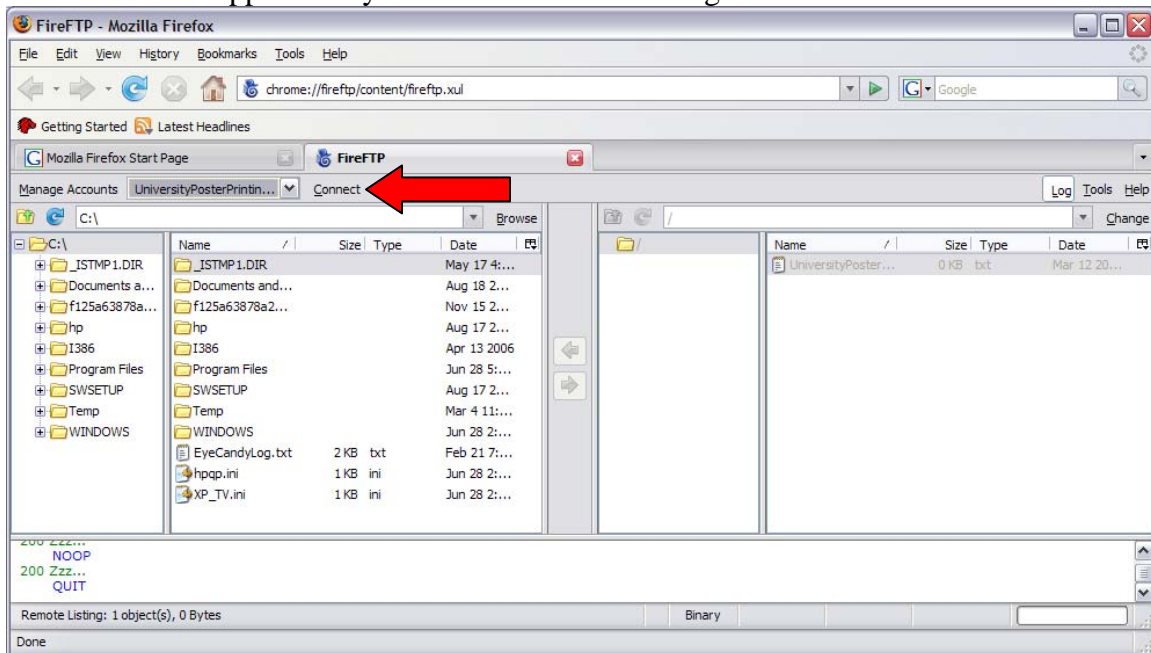 FireFTP - Mozilla Firefox
File Edit View History Bookmarks Tools Help
chrome://fireftp/content/fireftp.xul
G Google
Getting Started Latest Headlines
G Mozilla Firefox Start Page FireFTP
Manage Accounts UniversityPosterPrintin... Connect Log Tools Help
C:\ Browse / Change
C:\ Name / Size Type Date / Name / Size Type Date
_ISTMP1.DIR _ISTMP1.DIR May 17 4:... UniversityPoster... 0 KB txt Mar 12 20...
Documents a... Documents and... Aug 18 2...
f125a63878a... f125a63878a2... Nov 15 2...
hp hp Aug 17 2...
I386 I386 Apr 13 2006
Program Files Program Files Jun 28 5:...
SWSETUP SWSETUP Aug 17 2...
Temp Temp Mar 4 11:...
WINDOWS WINDOWS Jun 28 2:...
EyeCandyLog.txt 2 KB txt Feb 21 7:...
hpqp.ini 1 KB ini Jun 28 2:...
XP_TV.ini 1 KB ini Jun 28 2:...
200 Zzz...
NOOP
200 Zzz...
QUIT
Remote Listing: 1 object(s), 0 Bytes Binary
Done